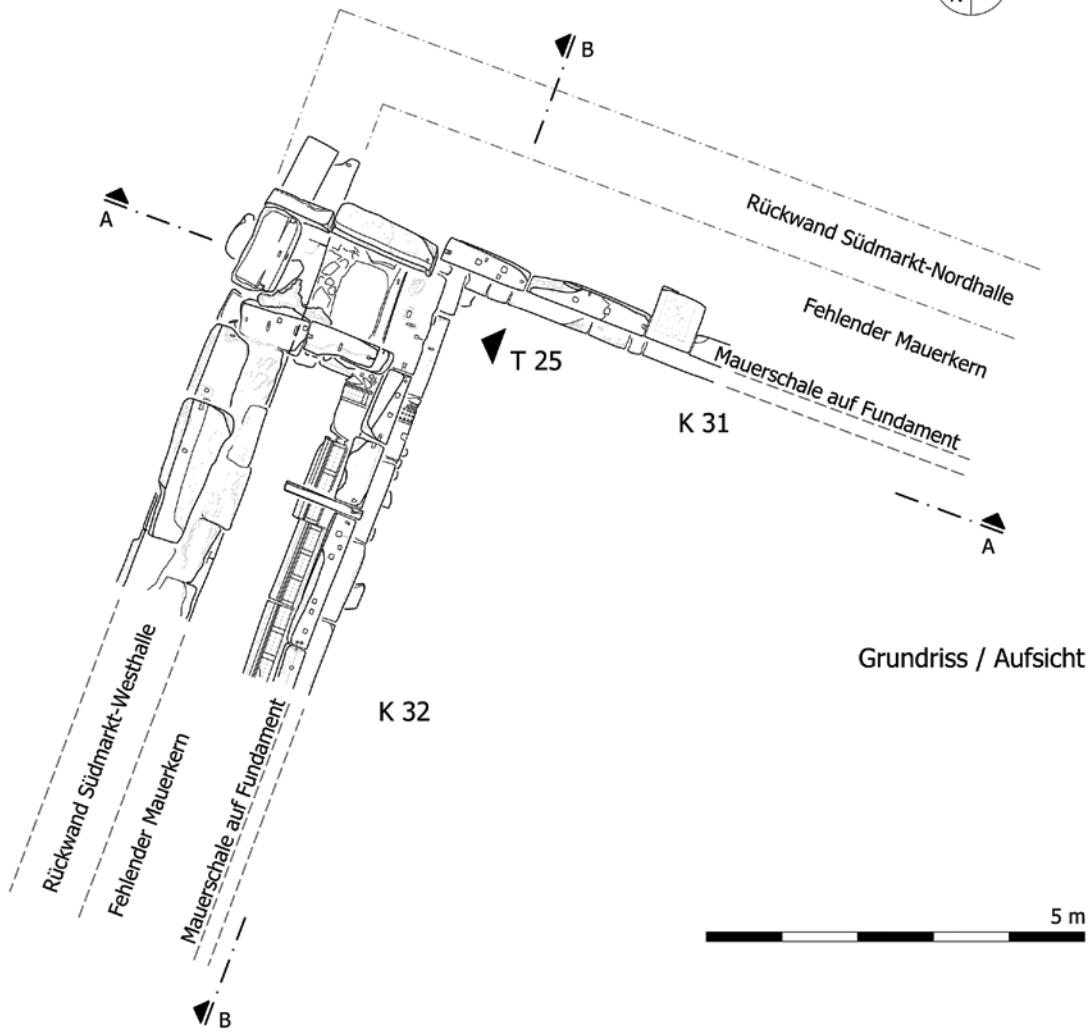 N
B
A
Rückwand Südmarkt-Nordhalle
Fehlender Mauerkern
T 25
Mauerschale auf Fundament
K 31
A
Grundriss / Aufsicht
K 32
Rückwand Südmarkt-Westhalle
Fehlender Mauerkern
Mauerschale auf Fundament
5 m
B